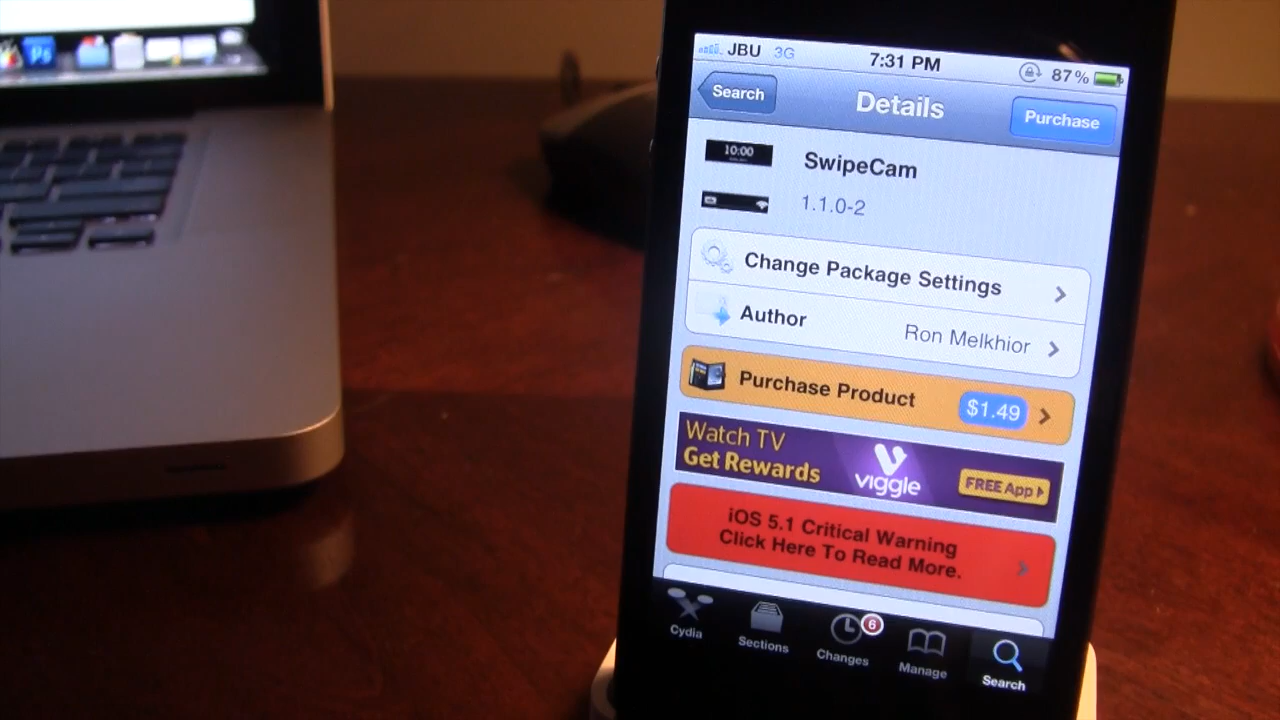 Ps
JBU 3G 7:31 PM 87%
Search Details Purchase
10:00
SwipeCam
1.1.0-2
Change Package Settings
Author Ron Melkhior
Purchase Product $1.49
Watch TV
Get Rewards
viggle
FREE App
iOS 5.1 Critical Warning
Click Here To Read More.
6
Cydia Sections Changes Manage Search